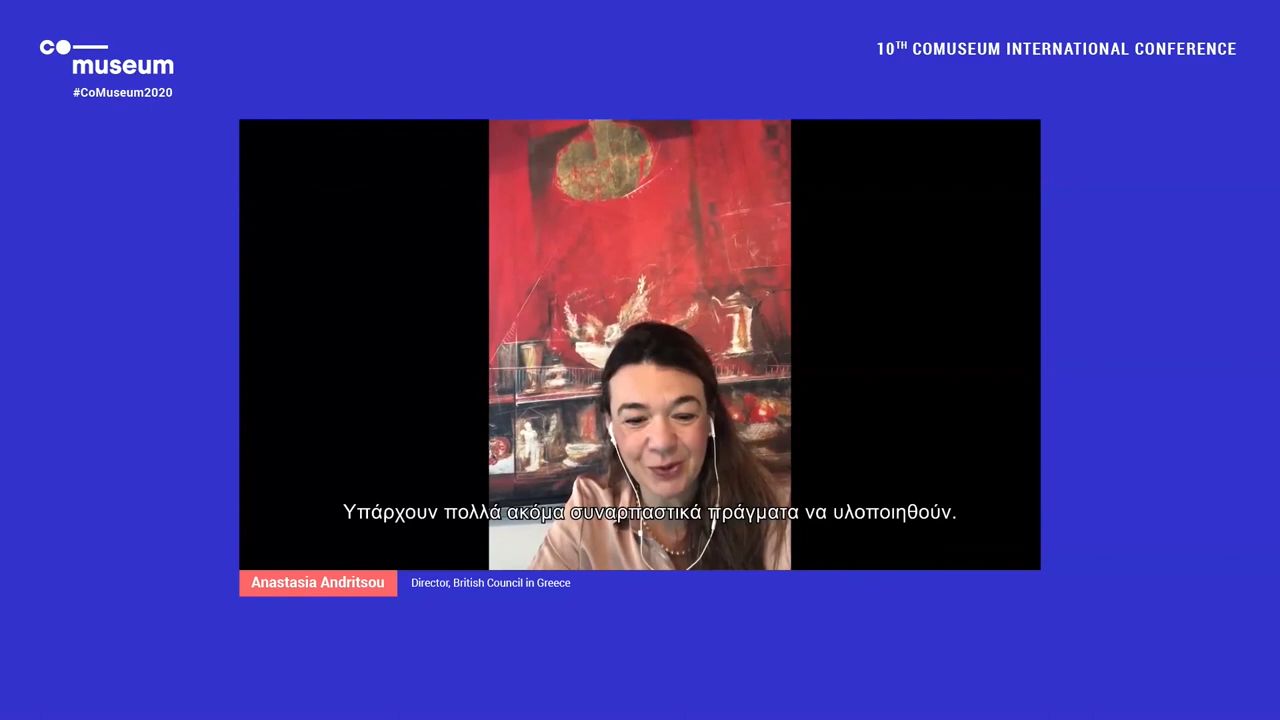 co museum
#CoMuseum2020
10TH COMUSEUM INTERNATIONAL CONFERENCE
Υπάρχουν πολλά ακόμα συναρπαστικά πράγματα να υλοποιηθούν.
Anastasia Andritsou
Director, British Council in Greece